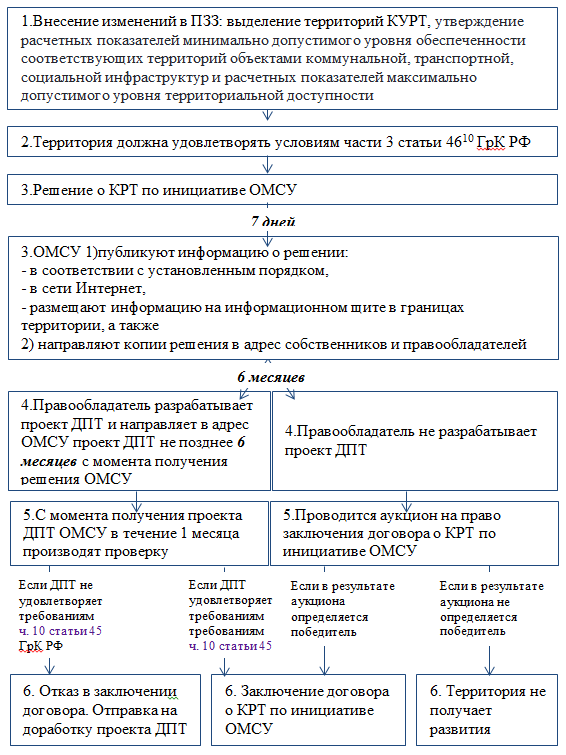 1.Внесение изменений в ПЗЗ: выделение территорий КУРТ, утверждение
расчетных показателей минимально допустимого уровня обеспеченности
соответствующих территорий объектами коммунальной, транспортной,
социальной инфраструктур и расчетных показателей максимально
допустимого уровня территориальной доступности
2.Территория должна удовлетворять условиям части 3 статьи 46¹⁰ ГрК РФ
3.Решение о КРТ по инициативе ОМСУ
7 дней
3.ОМСУ 1)публикуют информацию о решении:
- в соответствии с установленным порядком,
- в сети Интернет,
- размещают информацию на информационном щите в границах
территории, а также
2) направляют копии решения в адрес собственников и правообладателей
6 месяцев
4.Правообладатель разрабатывает
проект ДПТ и направляет в адрес
ОМСУ проект ДПТ не позднее 6
месяцев с момента получения
решения ОМСУ
4.Правообладатель не разрабатывает
проект ДПТ
5.С момента получения проекта
ДПТ ОМСУ в течение 1 месяца
производят проверку
5.Проводится аукцион на право
заключения договора о КРТ по
инициативе ОМСУ
Если ДПТ не
удовлетворяет
требованиям
ч. 10 статьи 45
ГрК РФ
Если ДПТ
удовлетворяет
требованиям
требованиям
ч. 10 статьи 45
Если в результате
аукциона
определяется
победитель
Если в результате
аукциона не
определяется
победитель
6. Отказ в заключении
договора. Отправка на
доработку проекта ДПТ
6. Заключение договора
о КРТ по инициативе
ОМСУ
6. Территория не
получает
развития